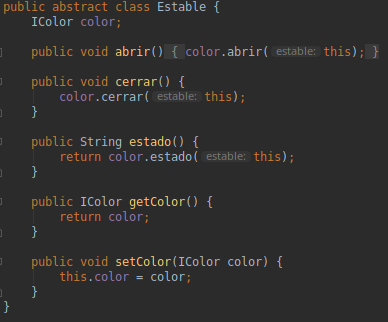 public abstract class Estable {
    IColor color;
    public void abrir() { color.abrir( estable: this); }
    public void cerrar() {
        color.cerrar( estable: this);
    }
    public String estado() {
        return color.estado( estable: this);
    }
    public IColor getColor() {
        return color;
    }
    public void setColor(IColor color) {
        this.color = color;
    }
}